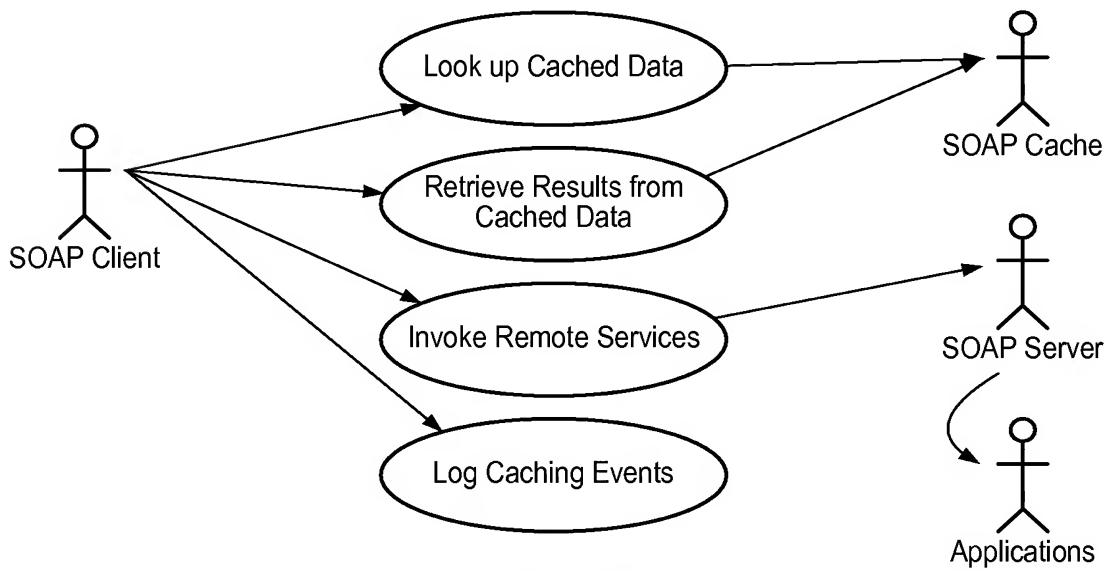 Look up Cached Data
SOAP Cache
SOAP Client
Retrieve Results from
Cached Data
Invoke Remote Services
SOAP Server
Log Caching Events
Applications